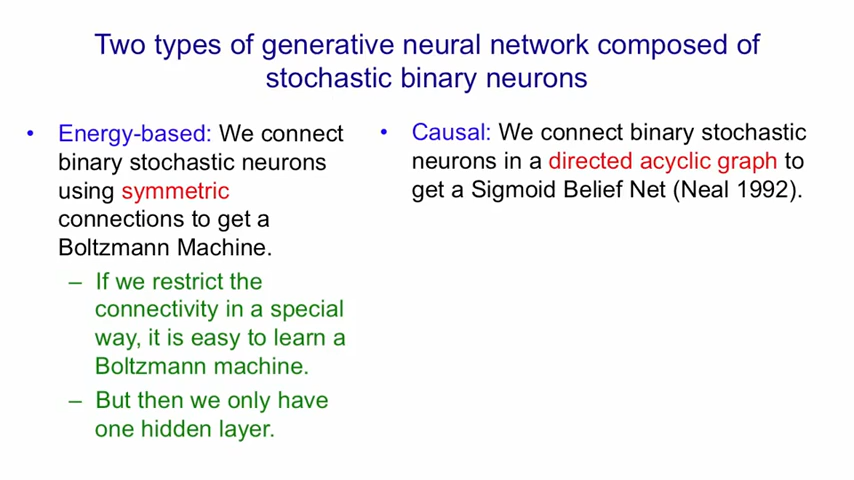 Two types of generative neural network composed of
stochastic binary neurons
• Energy-based: We connect
binary stochastic neurons
using symmetric
connections to get a
Boltzmann Machine.
– If we restrict the
connectivity in a special
way, it is easy to learn a
Boltzmann machine.
– But then we only have
one hidden layer.
• Causal: We connect binary stochastic
neurons in a directed acyclic graph to
get a Sigmoid Belief Net (Neal 1992).